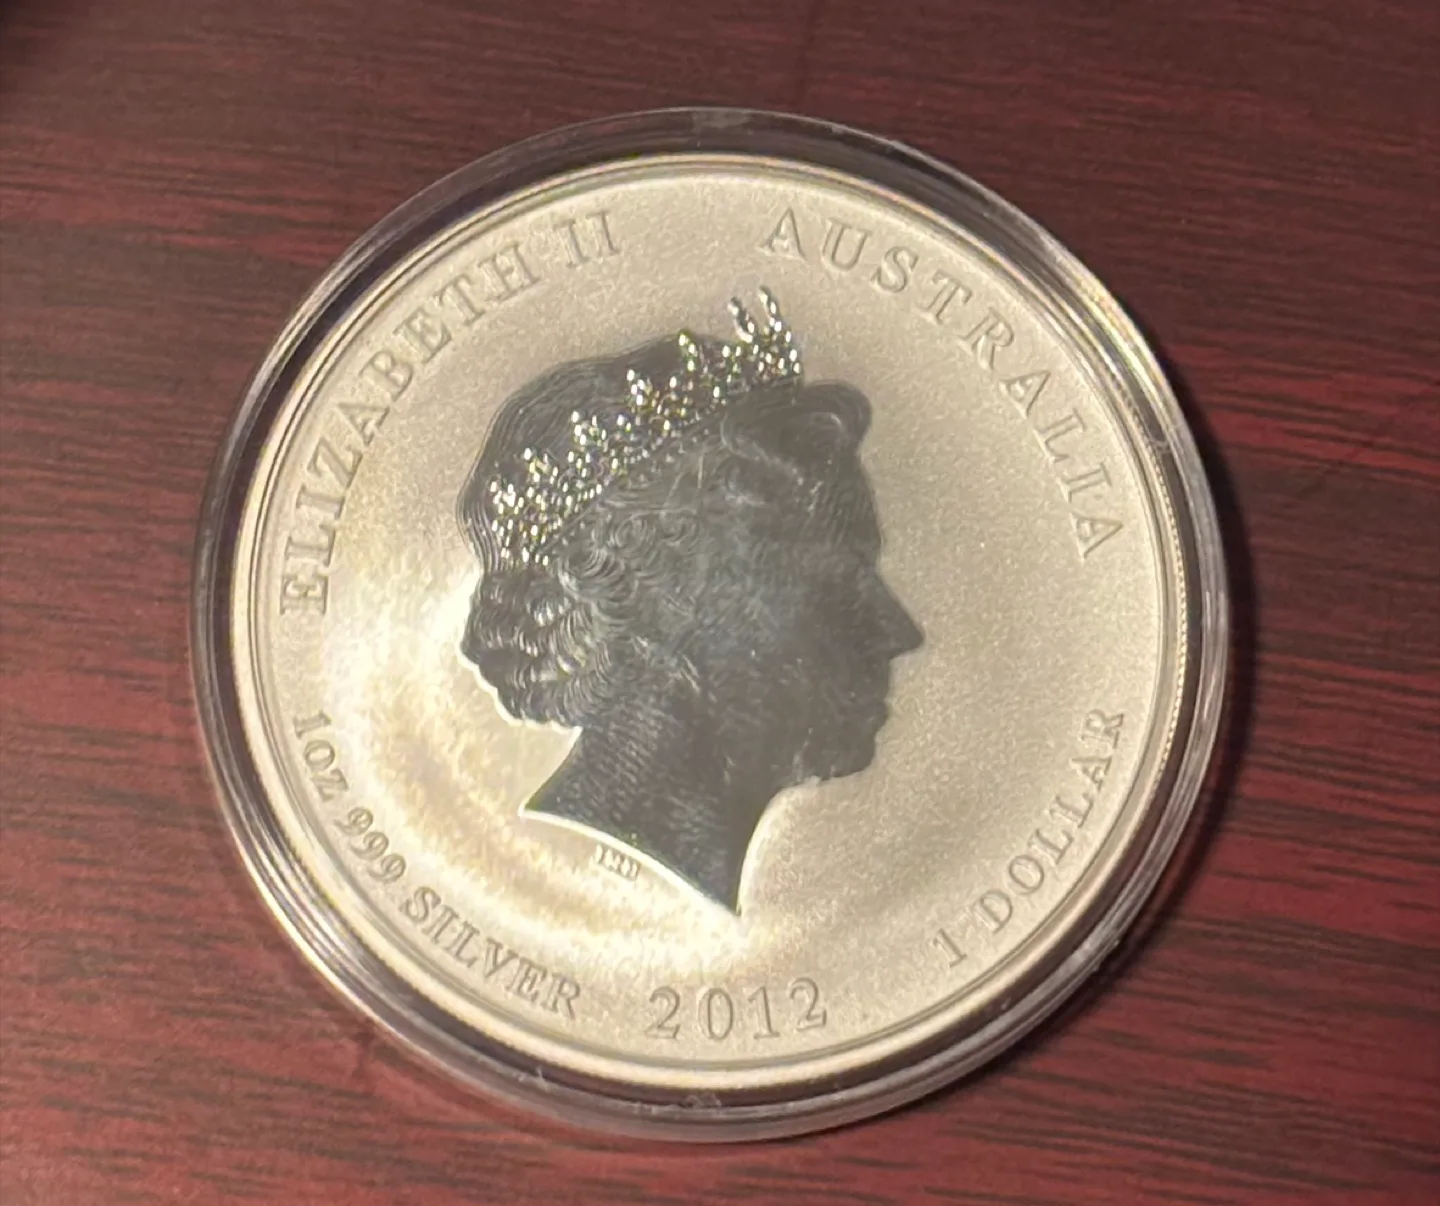 ELIZABETH II
AUSTRALIA
1OZ 999 SILVER
2012
1 DOLLAR